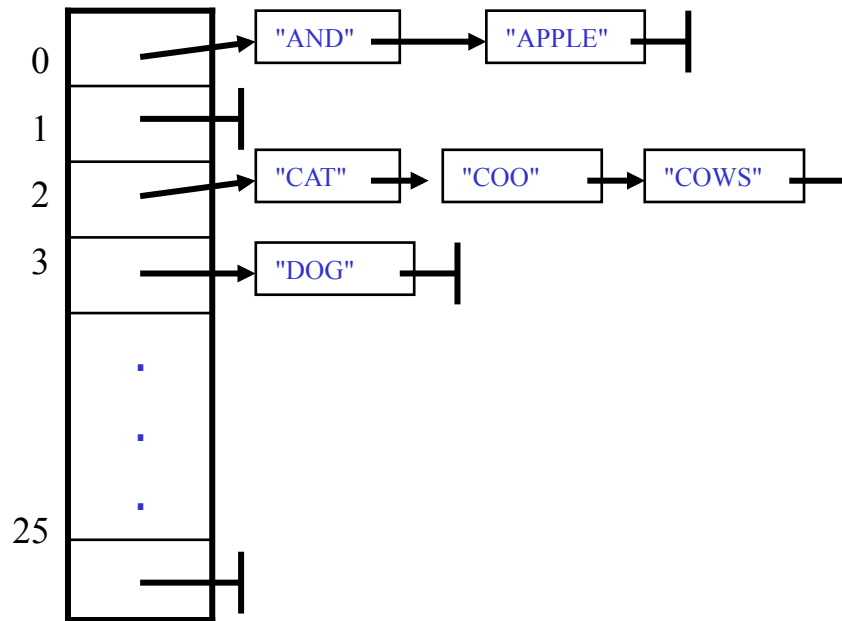 0 "AND" "APPLE"
1
2 "CAT" "COO" "COWS"
3 "DOG"
.
.
.
25